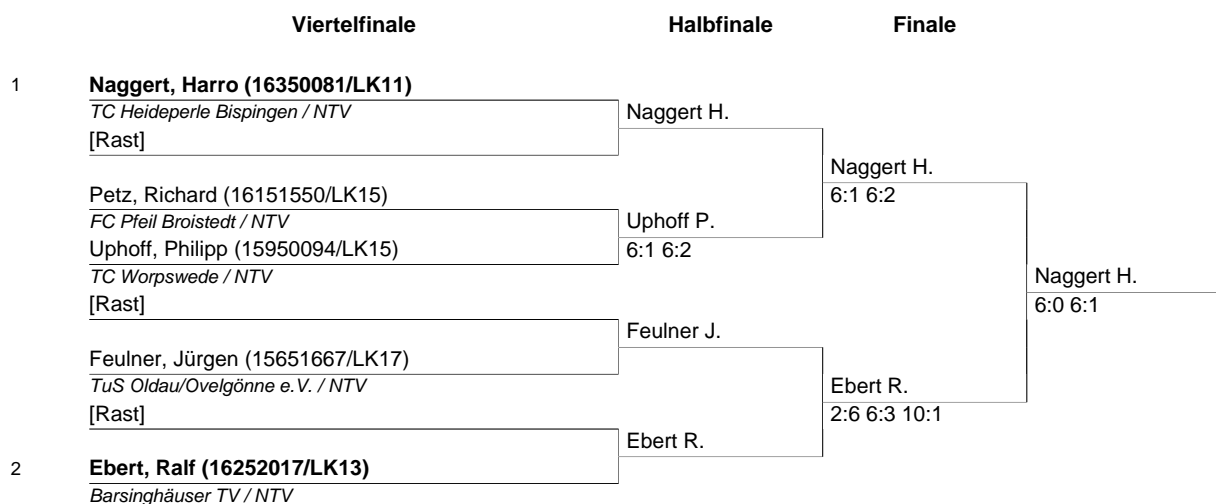 Viertelfinale Halbfinale Finale
1 Naggert, Harro (16350081/LK11)
TC Heideperle Bispingen / NTV Naggert H.
[Rast]
Naggert H.
Petz, Richard (16151550/LK15) 6:1 6:2
FC Pfeil Broistedt / NTV Uphoff P.
Uphoff, Philipp (15950094/LK15) 6:1 6:2
TC Worpswede / NTV Naggert H.
[Rast] 6:0 6:1
Feulner J.
Feulner, Jürgen (15651667/LK17)
TuS Oldau/Ovelgönne e.V. / NTV Ebert R.
[Rast] 2:6 6:3 10:1
Ebert R.
2 Ebert, Ralf (16252017/LK13)
Barsinghäuser TV / NTV